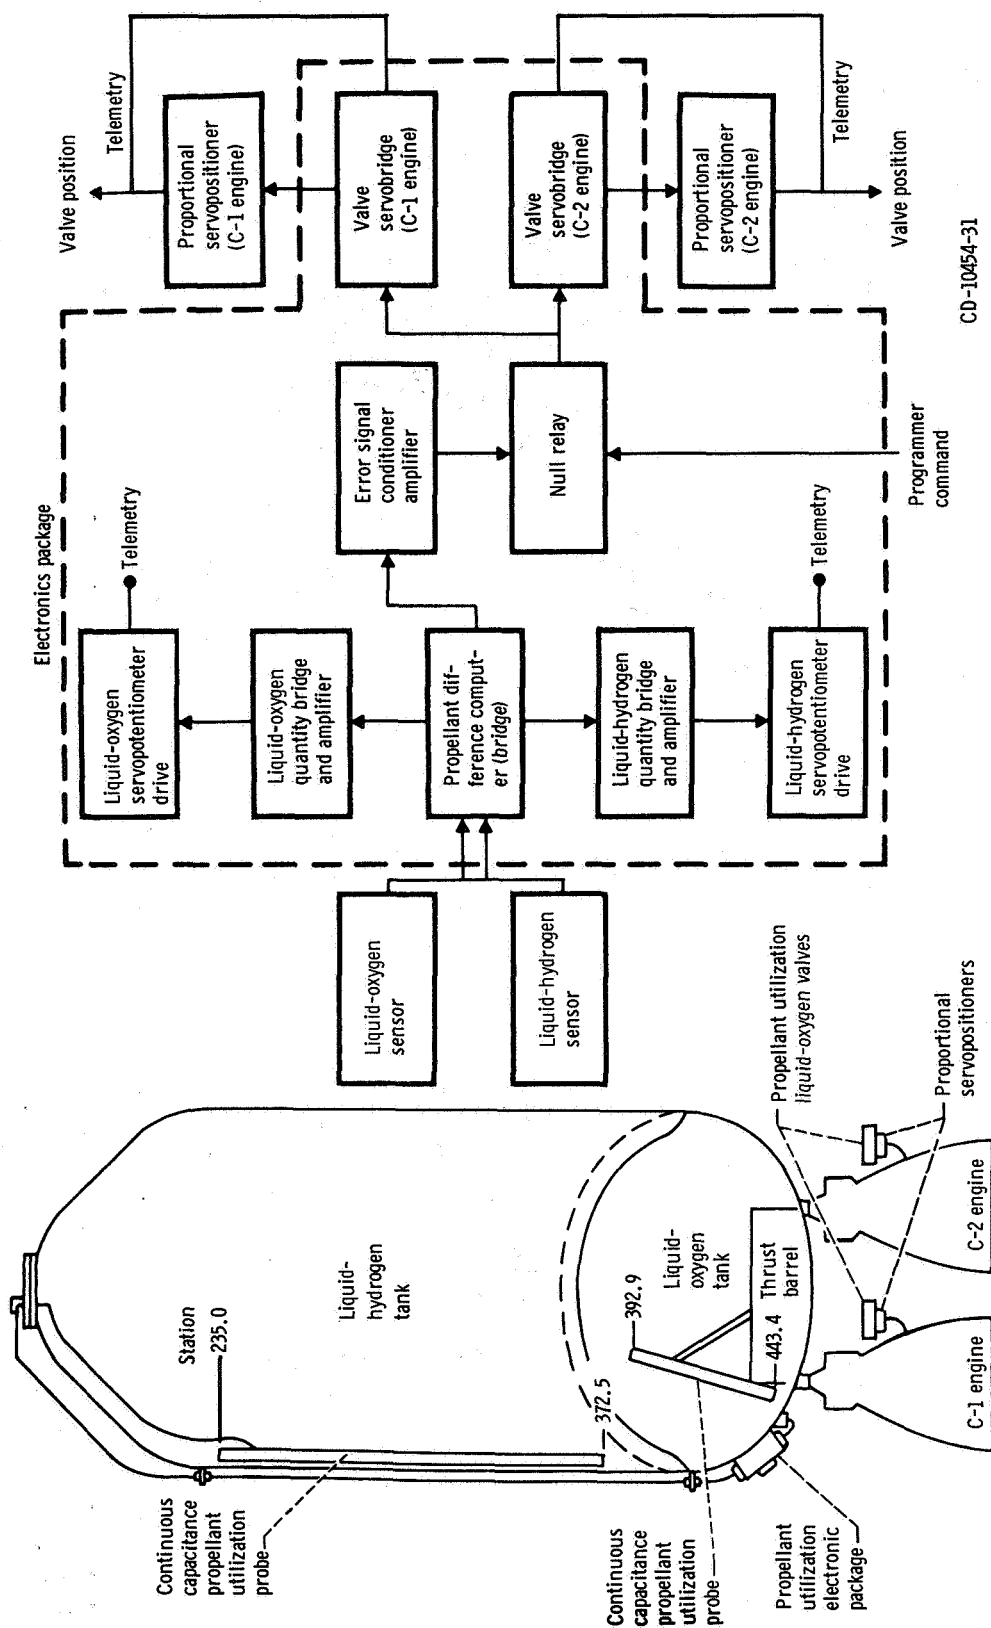 Continuous
capacitance
propellant
utilization
probe
Station
235.0
372.5
Liquid-
hydrogen
tank
Continuous
capacitance
propellant
utilization
probe
392.9
Liquid-
oxygen
tank
443.4
Thrust
barrel
Propellant
utilization
electronic
package
C-1 engine
C-2 engine
Propellant utilization
liquid-oxygen valves
Proportional
servopositioners
Electronics package
Liquid-oxygen
sensor
Liquid-hydrogen
sensor
Liquid-oxygen
servopotentiometer
drive
Telemetry
Liquid-oxygen
quantity bridge
and amplifier
Propellant dif-
ference comput-
er (bridge)
Liquid-hydrogen
quantity bridge
and amplifier
Liquid-hydrogen
servopotentiometer
drive
Telemetry
Error signal
conditioner
amplifier
Null relay
Programmer
command
Valve position
Telemetry
Proportional
servopositioner
(C-1 engine)
Valve
servobridge
(C-1 engine)
Valve
servobridge
(C-2 engine)
Proportional
servopositioner
(C-2 engine)
Telemetry
Valve position
CD-10454-31